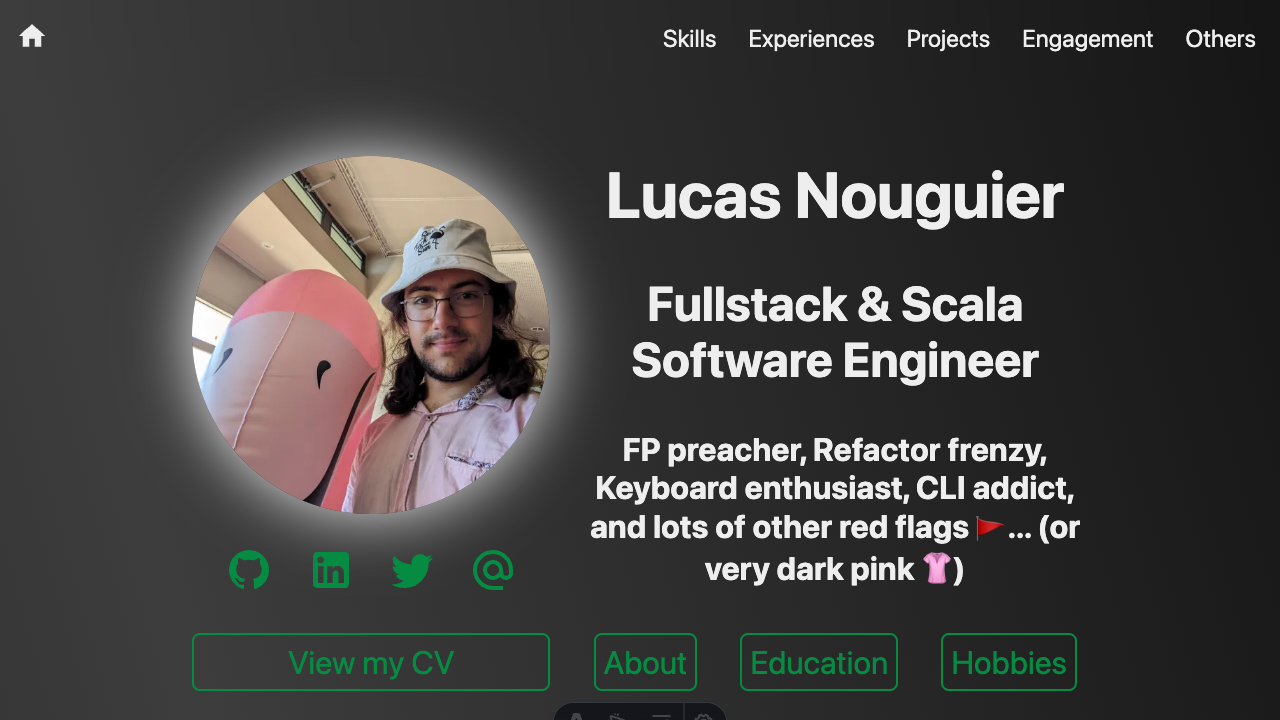 Skills Experiences Projects Engagement Others
Lucas Nouguier
Fullstack & Scala
Software Engineer
FP preacher, Refactor frenzy,
Keyboard enthusiast, CLI addict,
and lots of other red flags 🚩... (or
very dark pink 👚)
View my CV About Education Hobbies